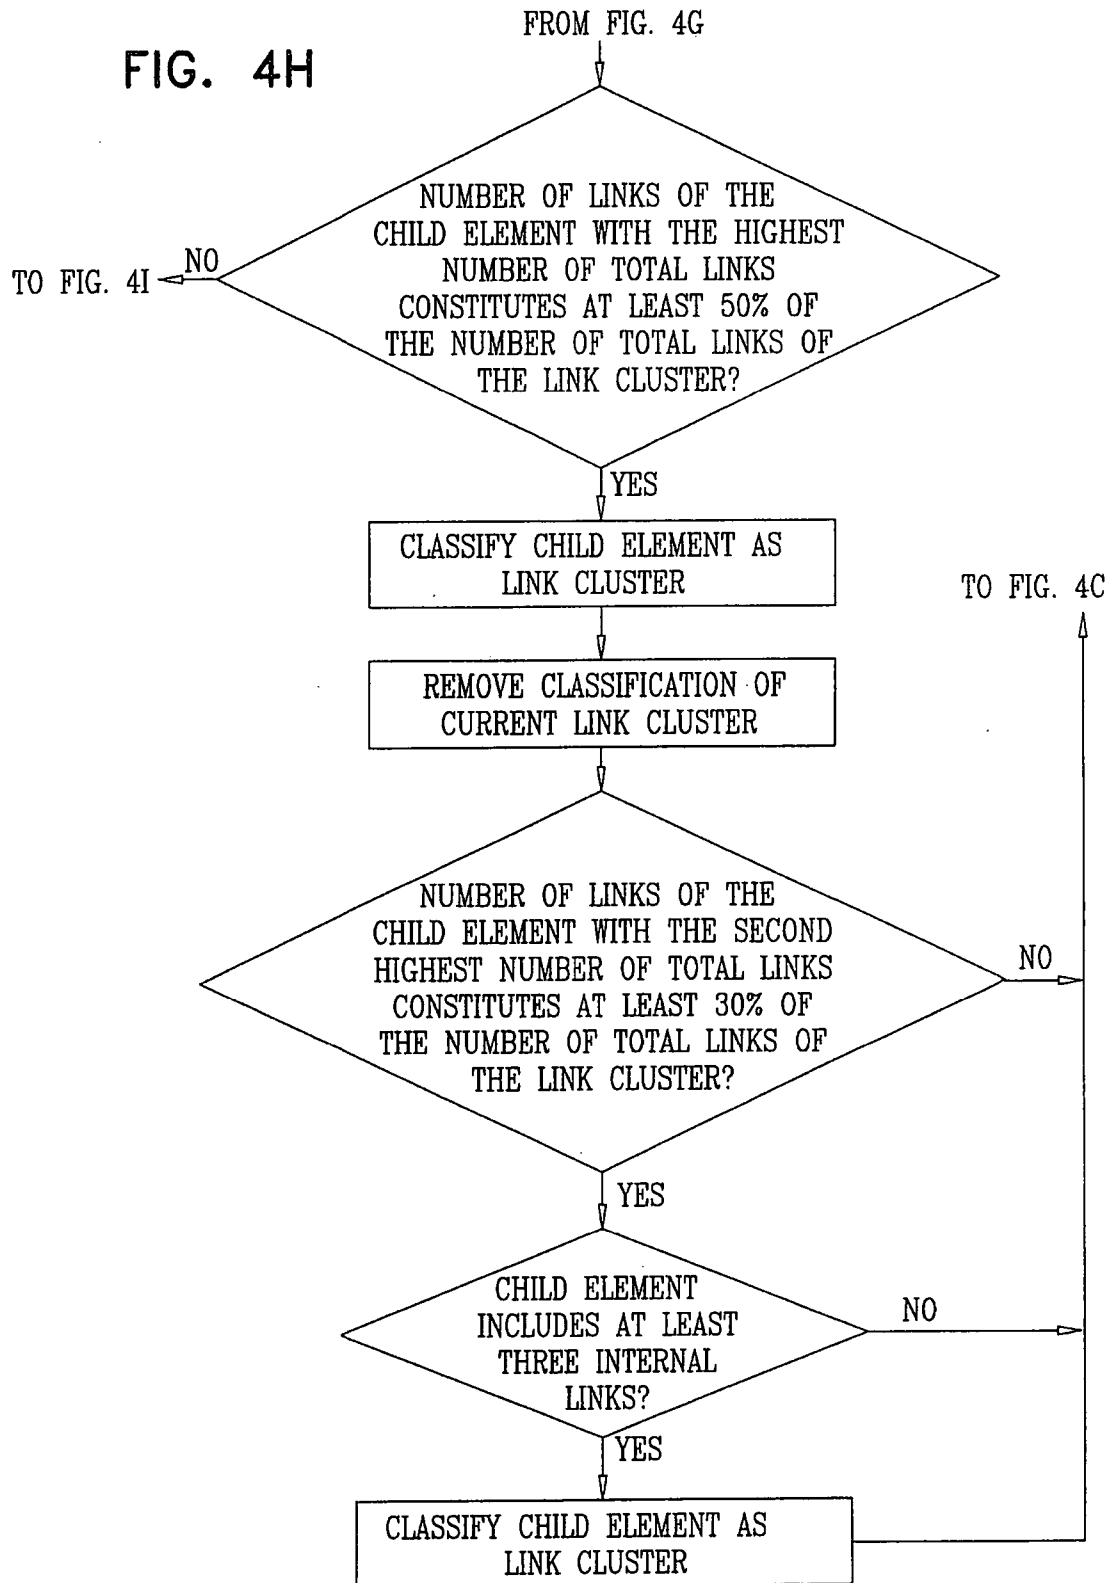 FROM FIG. 4G
FIG. 4H
NUMBER OF LINKS OF THE
CHILD ELEMENT WITH THE HIGHEST
NUMBER OF TOTAL LINKS
CONSTITUTES AT LEAST 50% OF
THE NUMBER OF TOTAL LINKS OF
THE LINK CLUSTER?
NO
TO FIG. 4I
YES
CLASSIFY CHILD ELEMENT AS
LINK CLUSTER
TO FIG. 4C
REMOVE CLASSIFICATION OF
CURRENT LINK CLUSTER
NUMBER OF LINKS OF THE
CHILD ELEMENT WITH THE SECOND
HIGHEST NUMBER OF TOTAL LINKS
CONSTITUTES AT LEAST 30% OF
THE NUMBER OF TOTAL LINKS OF
THE LINK CLUSTER?
NO
YES
CHILD ELEMENT
INCLUDES AT LEAST
THREE INTERNAL
LINKS?
NO
YES
CLASSIFY CHILD ELEMENT AS
LINK CLUSTER